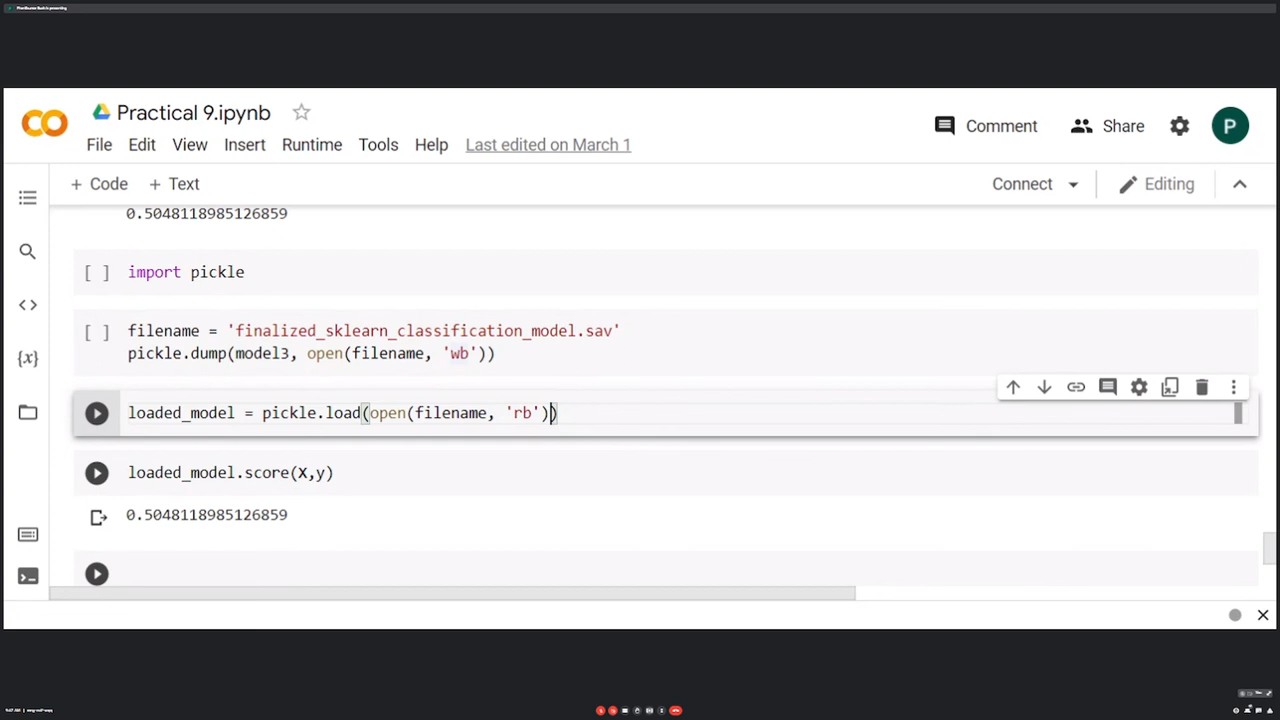 Practical 9.ipynb
Comment
Share
P
File Edit View Insert Runtime Tools Help Last edited on March 1
+ Code + Text
Connect
Editing
0.5048118985126859
[ ] import pickle
[ ] filename = 'finalized_sklearn_classification_model.sav'
pickle.dump(model3, open(filename, 'wb'))
loaded_model = pickle.load(open(filename, 'rb'))
loaded_model.score(X,y)
0.5048118985126859
{x}